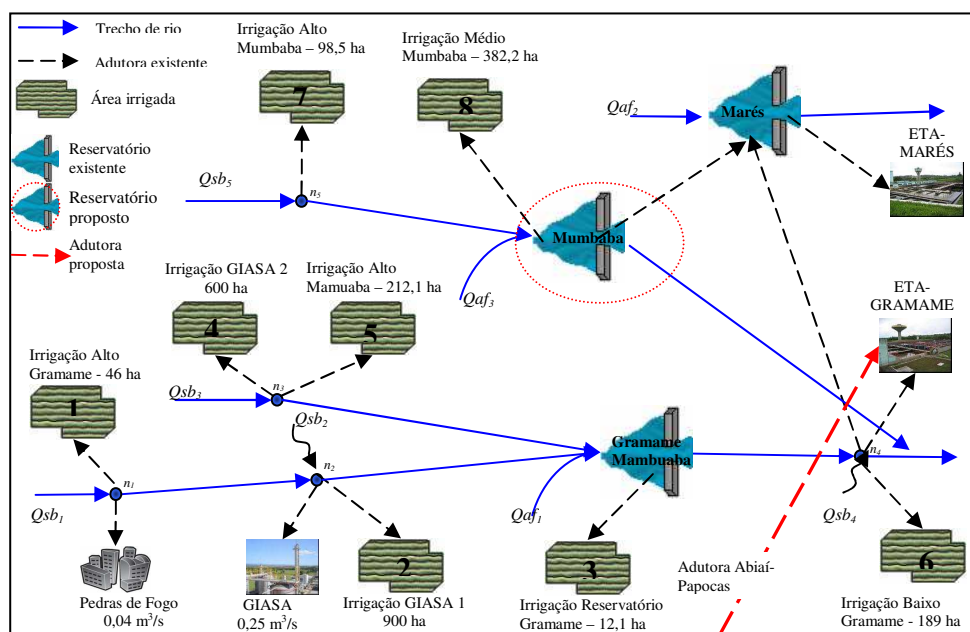 Trecho de rio
Adutora existente
Área irrigada
Reservatório
existente
Reservatório
proposto
Adutora
proposta
Irrigação Alto
Mumbaba – 98,5 ha
7
Irrigação Médio
Mumbaba – 382,2 ha
8
Qaf2
Marés
ETA-
MARÉS
Qsb5
n5
Mumbaba
Qaf3
Irrigação GIASA 2
600 ha
4
Irrigação Alto
Mamuaba – 212,1 ha
5
ETA-
GRAMAME
Irrigação Alto
Gramame - 46 ha
1
Qsb3
n3
Qsb2
Gramame
Mambuaba
n4
n1
n2
Qsb1
Qaf1
Qsb4
Pedras de Fogo
0,04 m³/s
GIASA
0,25 m³/s
2
Irrigação GIASA 1
900 ha
3
Irrigação Reservatório
Gramame – 12,1 ha
Adutora Abiaí-
Papocas
6
Irrigação Baixo
Gramame - 189 ha